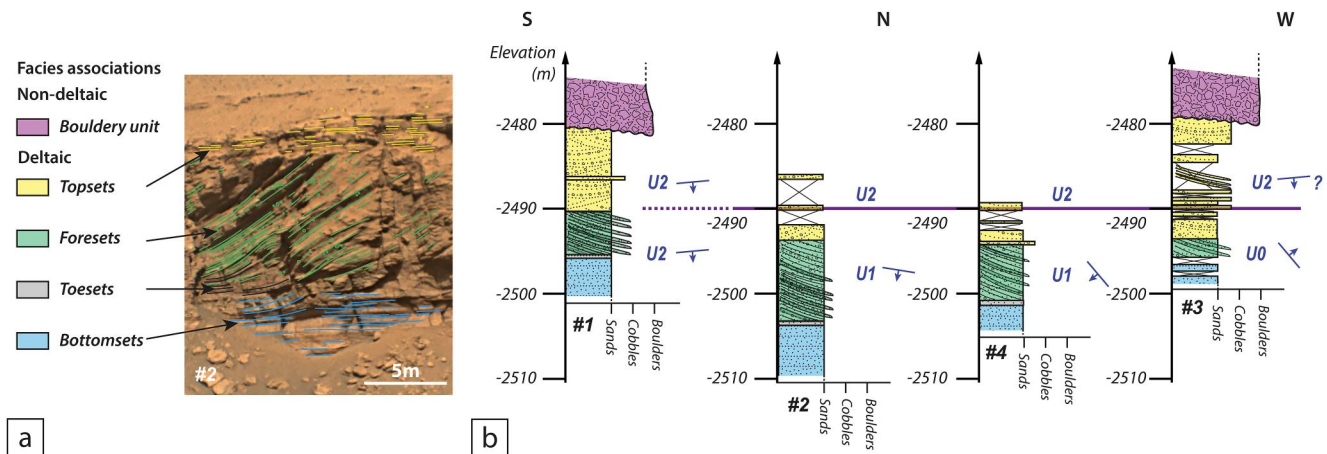 Facies associations
Non-deltaic
Bouldery unit
Deltaic
Topsets
Foresets
Toesets
Bottomsets
#2
5m
a
S
N
W
Elevation
(m)
-2480
-2490
-2500
-2510
U2
U2
#1
Sands
Cobbles
Boulders
-2480
-2490
-2500
-2510
U2
U1
#2
Sands
Cobbles
Boulders
-2480
-2490
-2500
-2510
U2
U1
#4
Sands
Cobbles
Boulders
-2480
-2490
-2500
-2510
U2 ?
U0
#3
Sands
Cobbles
Boulders
b